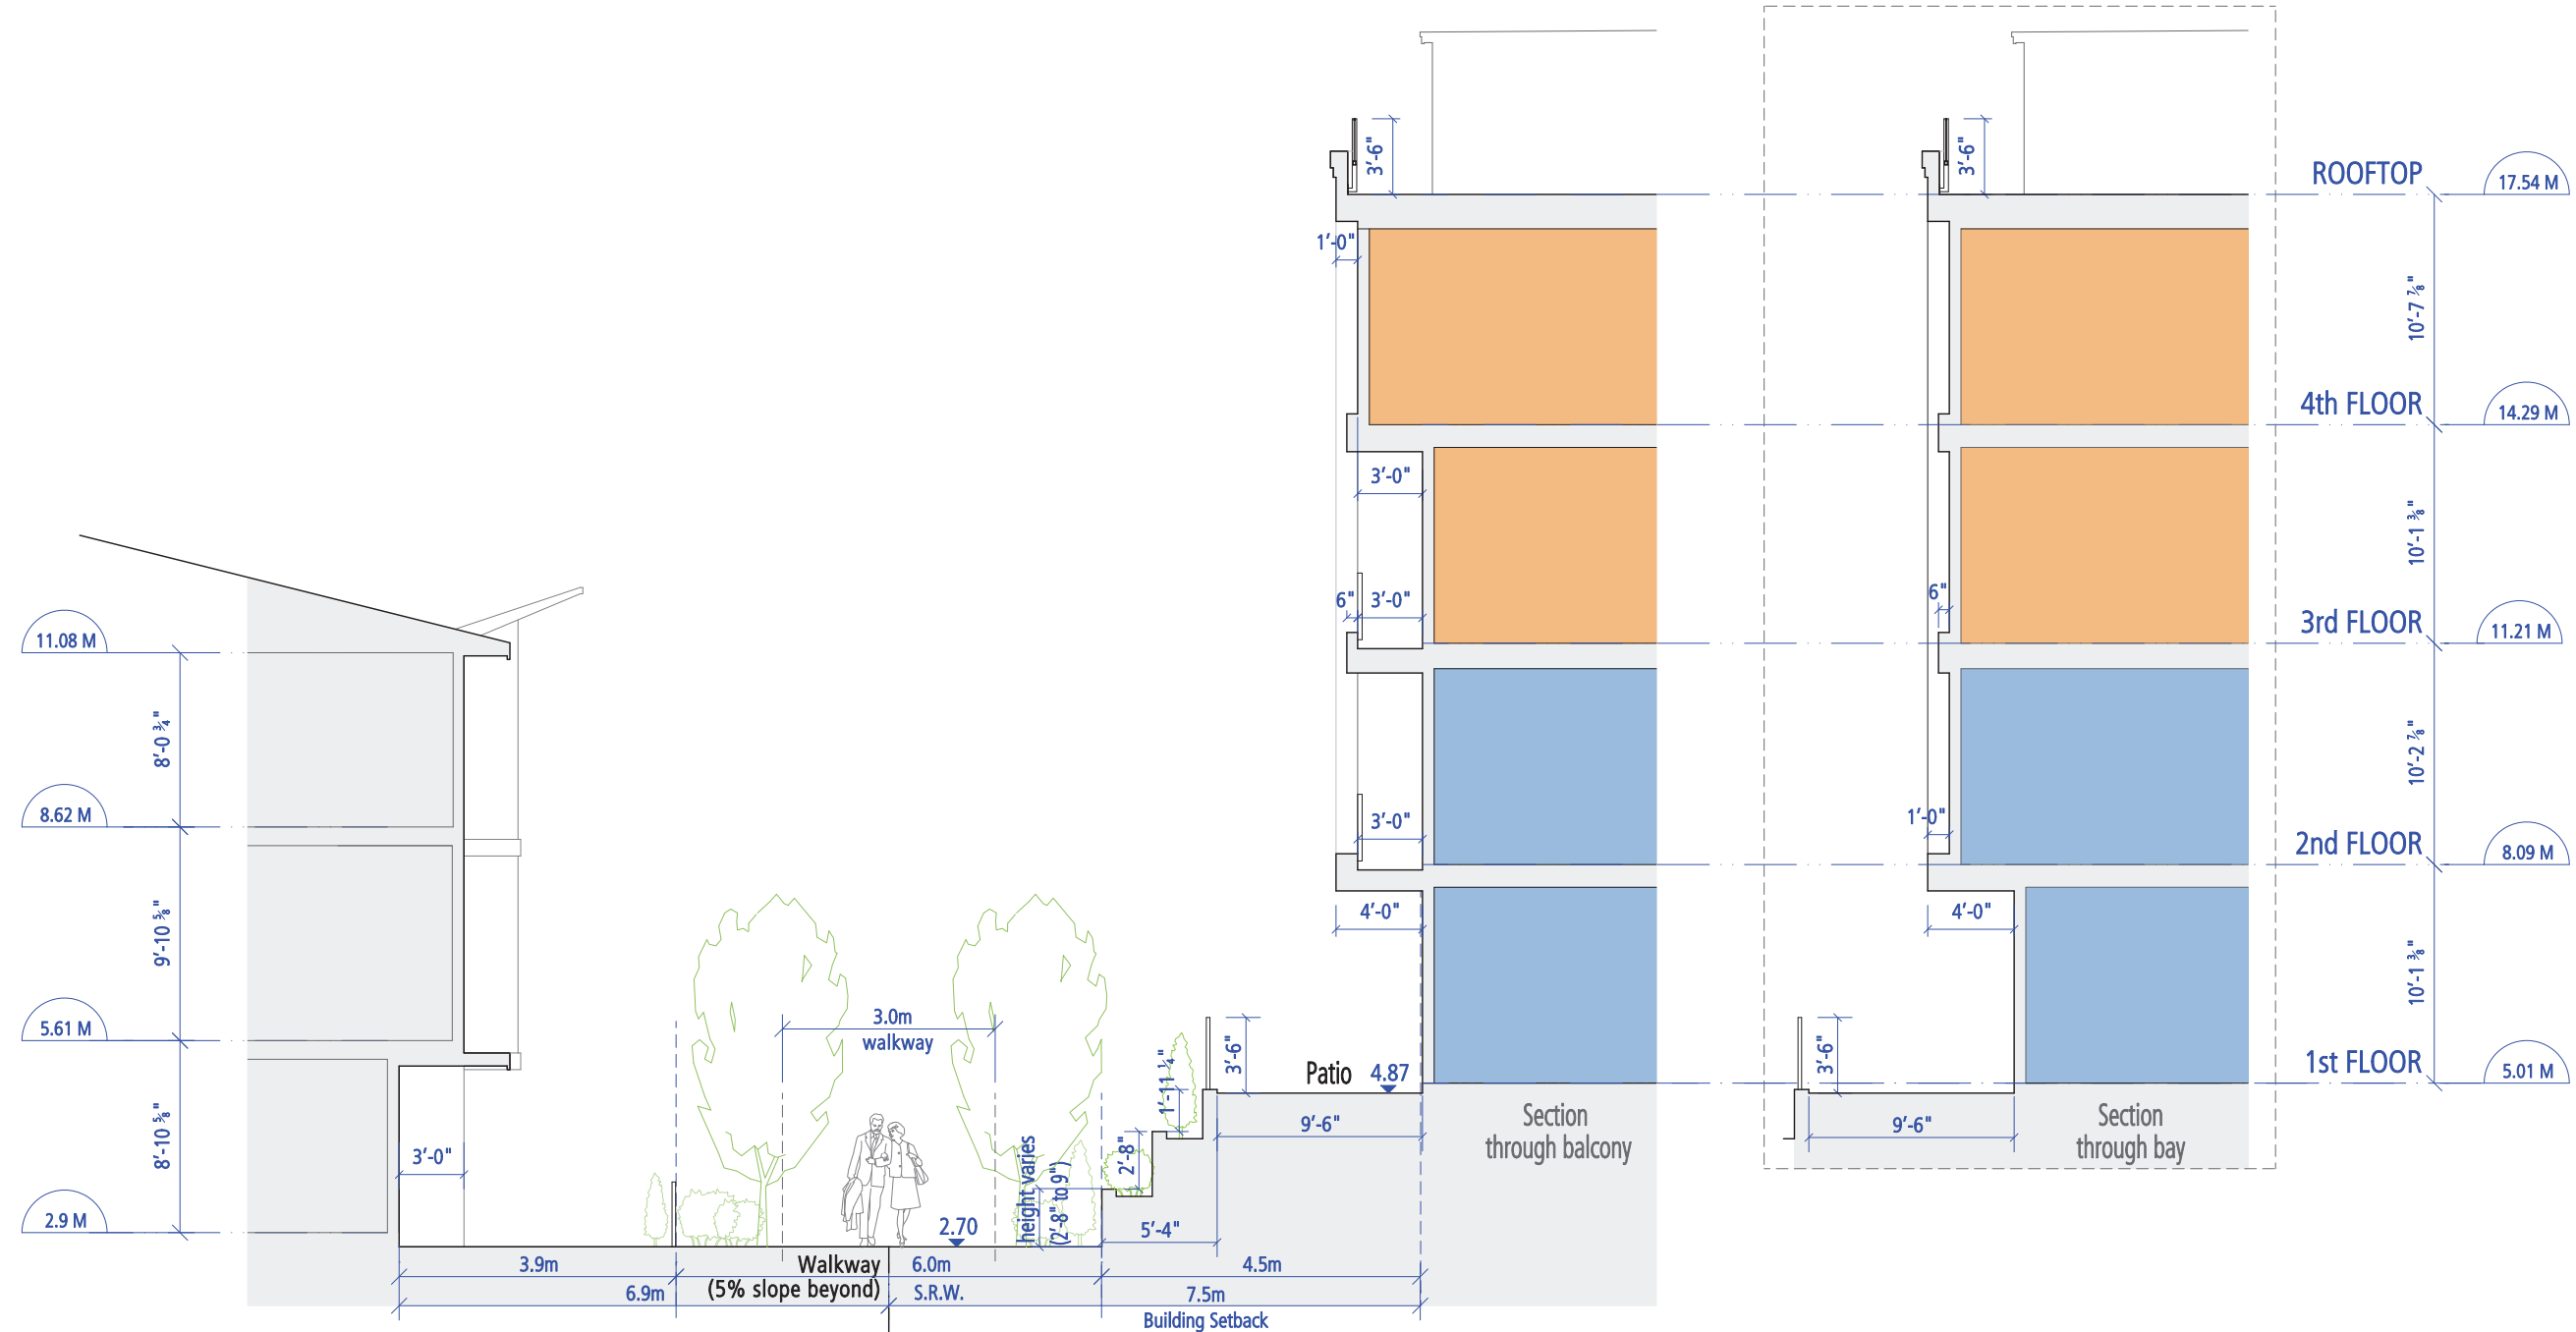 3'-6"
3'-6"
ROOFTOP
17.54 M
1'-0"
10'-7 ⅞"
4th FLOOR
14.29 M
3'-0"
10'-1 ⅜"
6"
3'-0"
6"
3rd FLOOR
11.21 M
11.08 M
8'-0 ¾"
10'-2 ⅞"
8.62 M
3'-0"
1'-0"
2nd FLOOR
8.09 M
9'-10 ⅝"
4'-0"
4'-0"
10'-1 ⅜"
5.61 M
3.0m
walkway
1'-11 ¼"
3'-6"
Patio
4.87
3'-6"
1st FLOOR
5.01 M
8'-10 ⅝"
3'-0"
2'-8"
9'-6"
Section
through balcony
9'-6"
Section
through bay
2.9 M
2.70
height varies
(2'-8" to 9")
5'-4"
3.9m
Walkway
(5% slope beyond)
6.0m
S.R.W.
4.5m
6.9m
7.5m
Building Setback